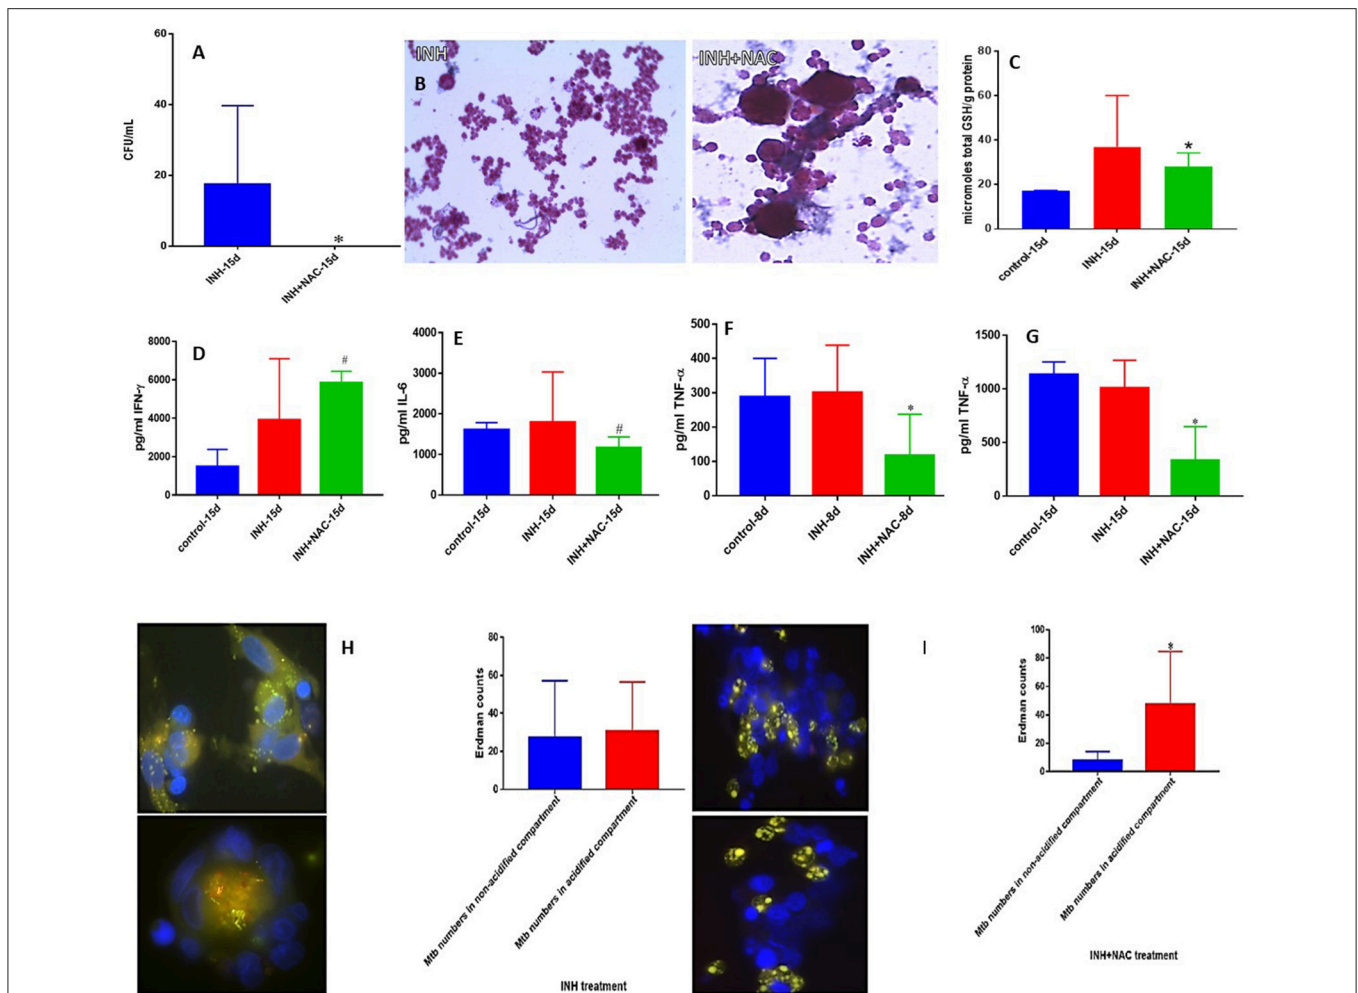 A
CFU/mL
60
40
20
0
INH-15d
INH+NAC-15d
*
INH
B
INH+NAC
C
micromoles total GSH/g protein
80
60
40
20
0
*
control-15d
INH-15d
INH+NAC-15d
D
pg/ml IFN-γ
8000
6000
4000
2000
0
#
control-15d
INH-15d
INH+NAC-15d
E
pg/ml IL-6
4000
3000
2000
1000
0
#
control-15d
INH-15d
INH+NAC-15d
F
pg/ml TNF-α
500
400
300
200
100
0
*
control-8d
INH-8d
INH+NAC-8d
G
pg/ml TNF-α
1500
1000
500
0
*
control-15d
INH-15d
INH+NAC-15d
H
Erdman counts
80
60
40
20
0
Mtb numbers in non-acidified compartment
Mtb numbers in acidified compartment
INH treatment
I
Erdman counts
100
80
60
40
20
0
*
Mtb numbers in non-acidified compartment
Mtb numbers in acidified compartment
INH+NAC treatment